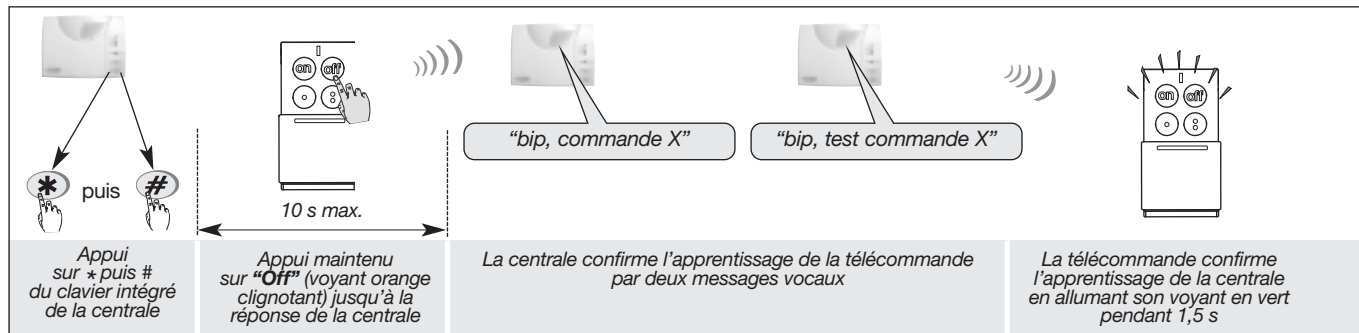 on off
* puis #
10 s max.
“bip, commande X”
“bip, test commande X”
on off
Appui
sur * puis #
du clavier intégré
de la centrale
Appui maintenu
sur “Off” (voyant orange
clignotant) jusqu’à la
réponse de la centrale
La centrale confirme l’apprentissage de la télécommande
par deux messages vocaux
La télécommande confirme
l’apprentissage de la centrale
en allumant son voyant en vert
pendant 1,5 s